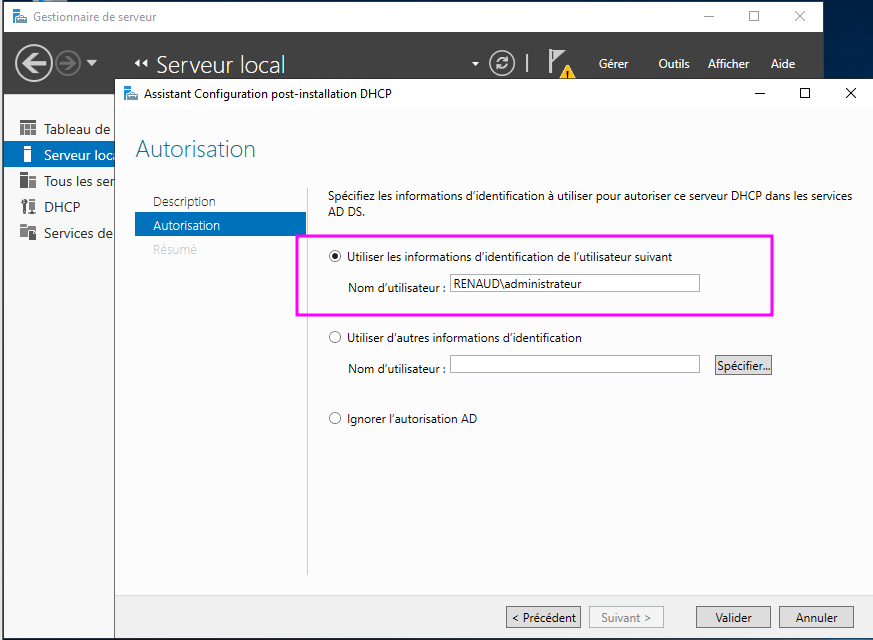 Gestionnaire de serveur
Serveur local
Gérer Outils Afficher Aide
Assistant Configuration post-installation DHCP
Tableau de
Serveur loc
Tous les ser
DHCP
Services de
Autorisation
Description
Autorisation
Résumé
Spécifiez les informations d’identification à utiliser pour autoriser ce serveur DHCP dans les services
AD DS.
Utiliser les informations d’identification de l’utilisateur suivant
Nom d’utilisateur : RENAUD\administrateur
Utiliser d’autres informations d’identification
Nom d’utilisateur : Spécifier...
Ignorer l’autorisation AD
< Précédent Suivant > Valider Annuler